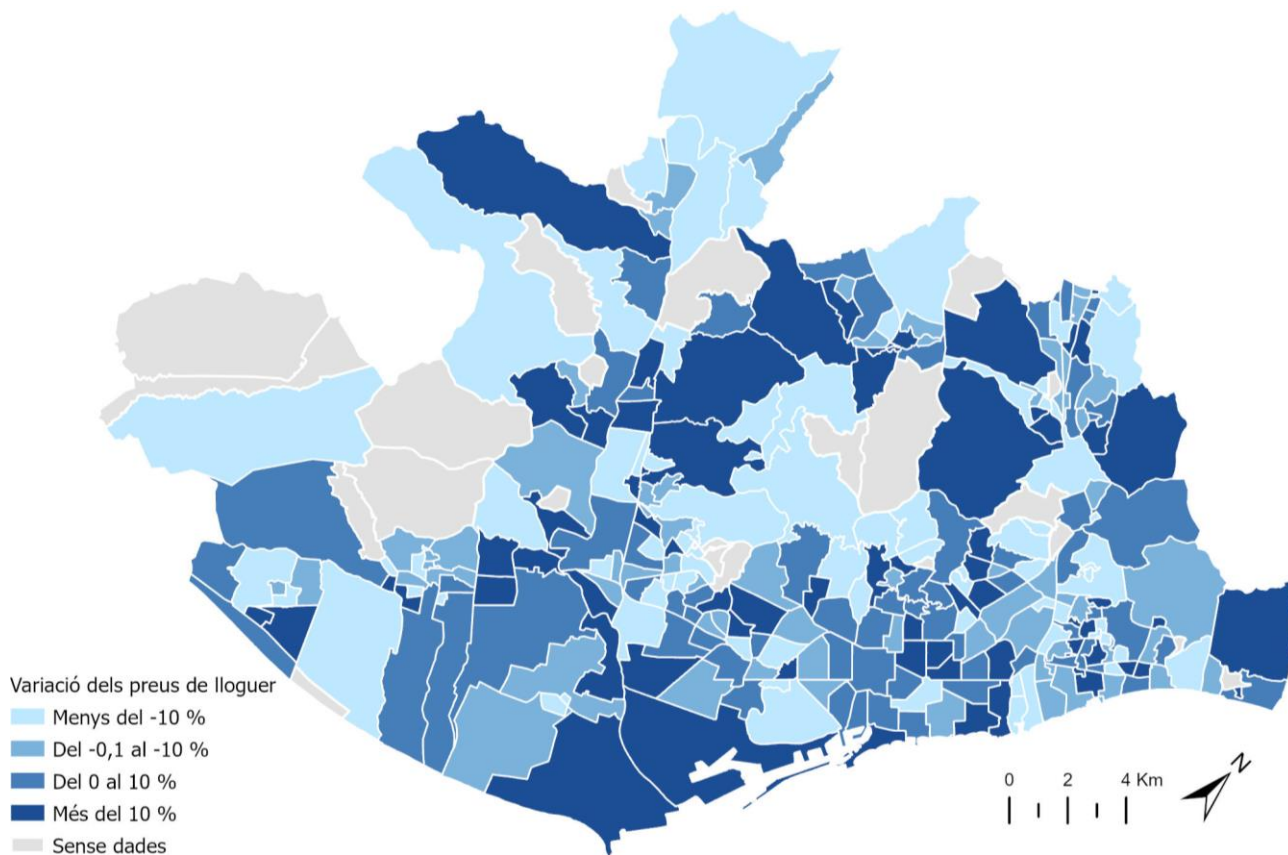 Variació dels preus de lloguer
Menys del -10 %
Del -0,1 al -10 %
Del 0 al 10 %
Més del 10 %
Sense dades
0 2 4 Km
N